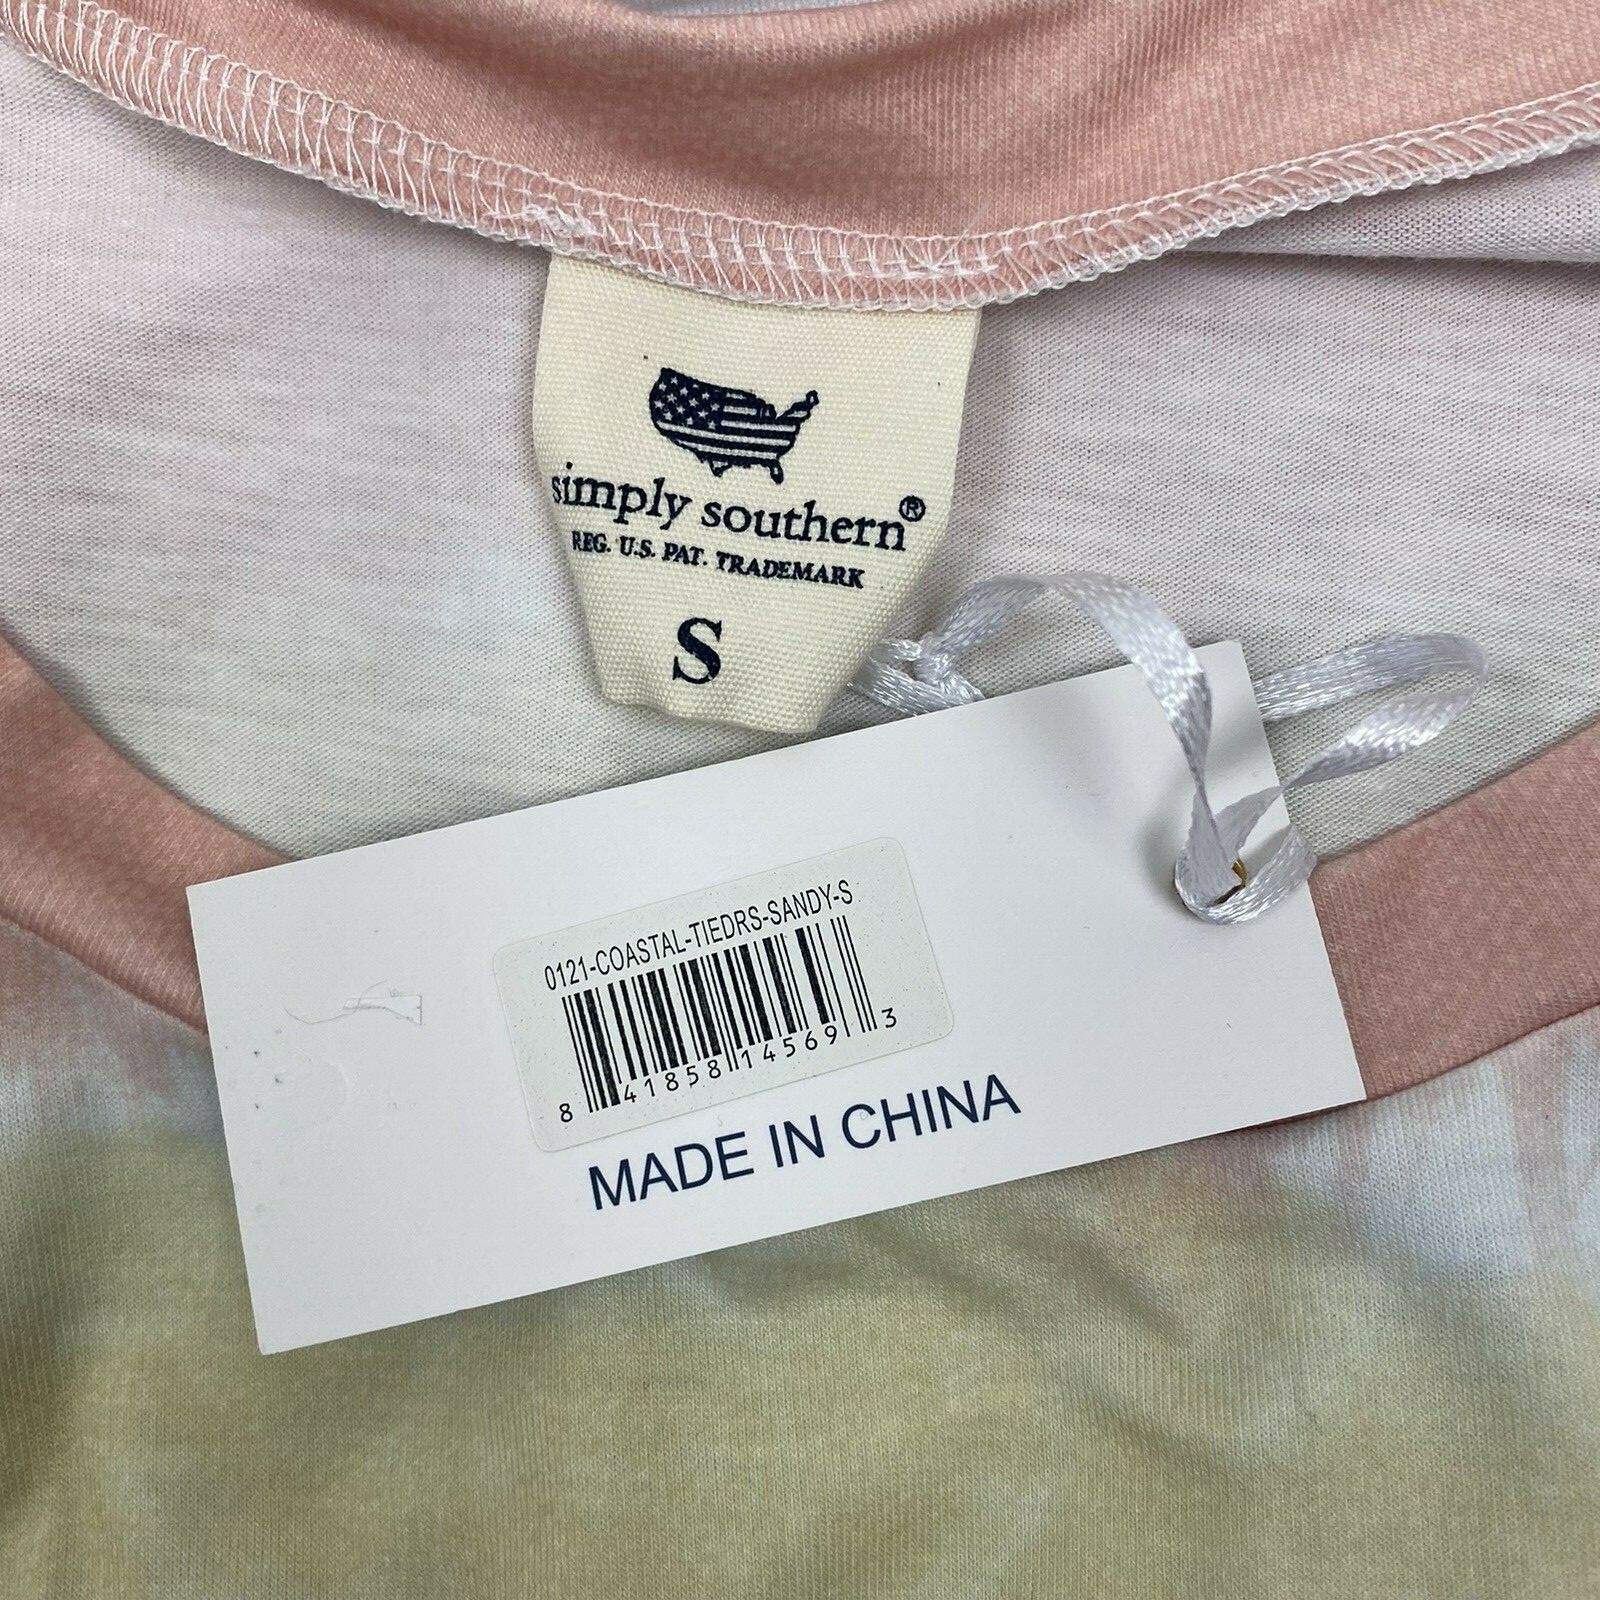 simply southern®
REG. U.S. PAT. TRADEMARK
S
0121-COASTAL-TIEDRS-SANDY-S
8 41858 14569 3
MADE IN CHINA